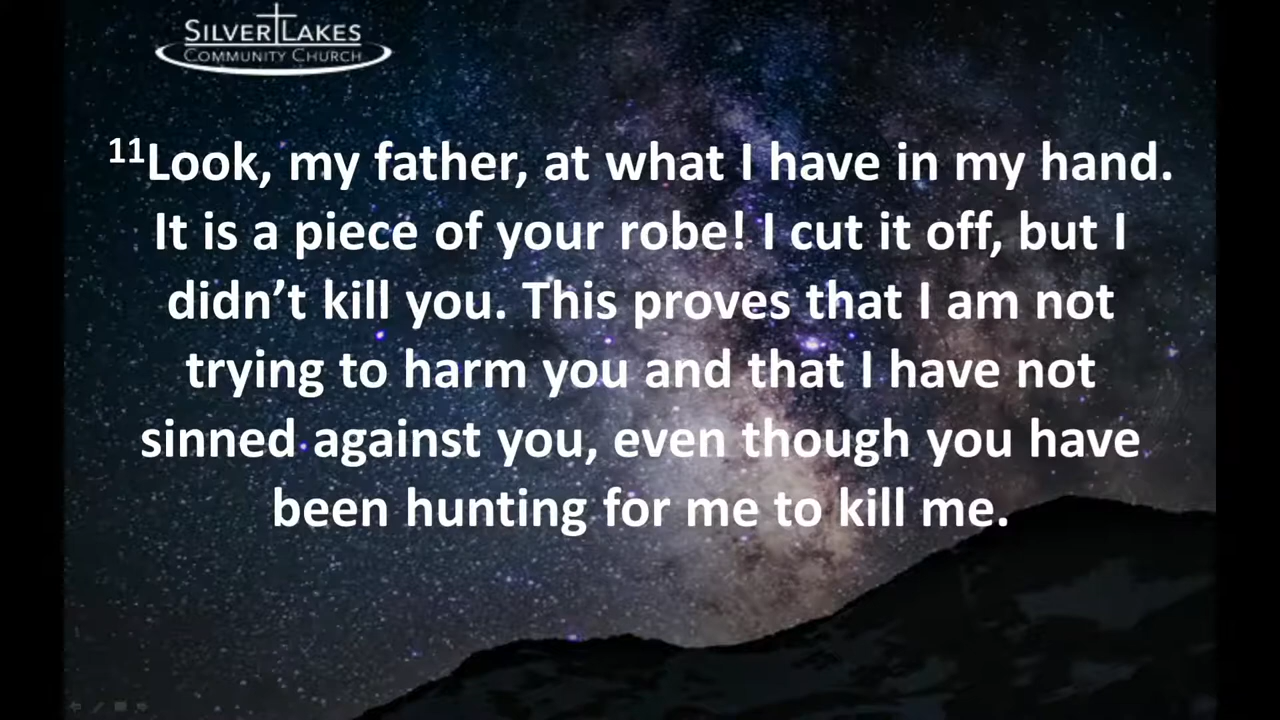 SILVER LAKES
COMMUNITY CHURCH
11Look, my father, at what I have in my hand.
It is a piece of your robe! I cut it off, but I
didn’t kill you. This proves that I am not
trying to harm you and that I have not
sinned against you, even though you have
been hunting for me to kill me.